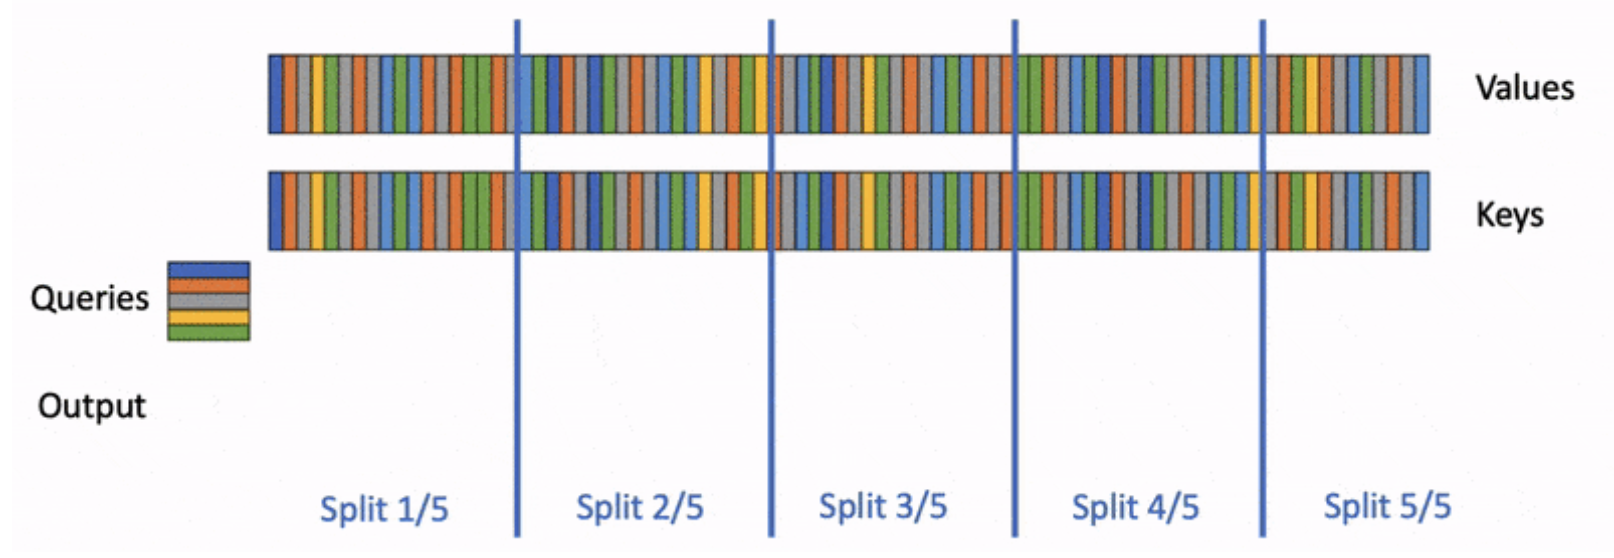 Values
Keys
Queries
Output
Split 1/5
Split 2/5
Split 3/5
Split 4/5
Split 5/5